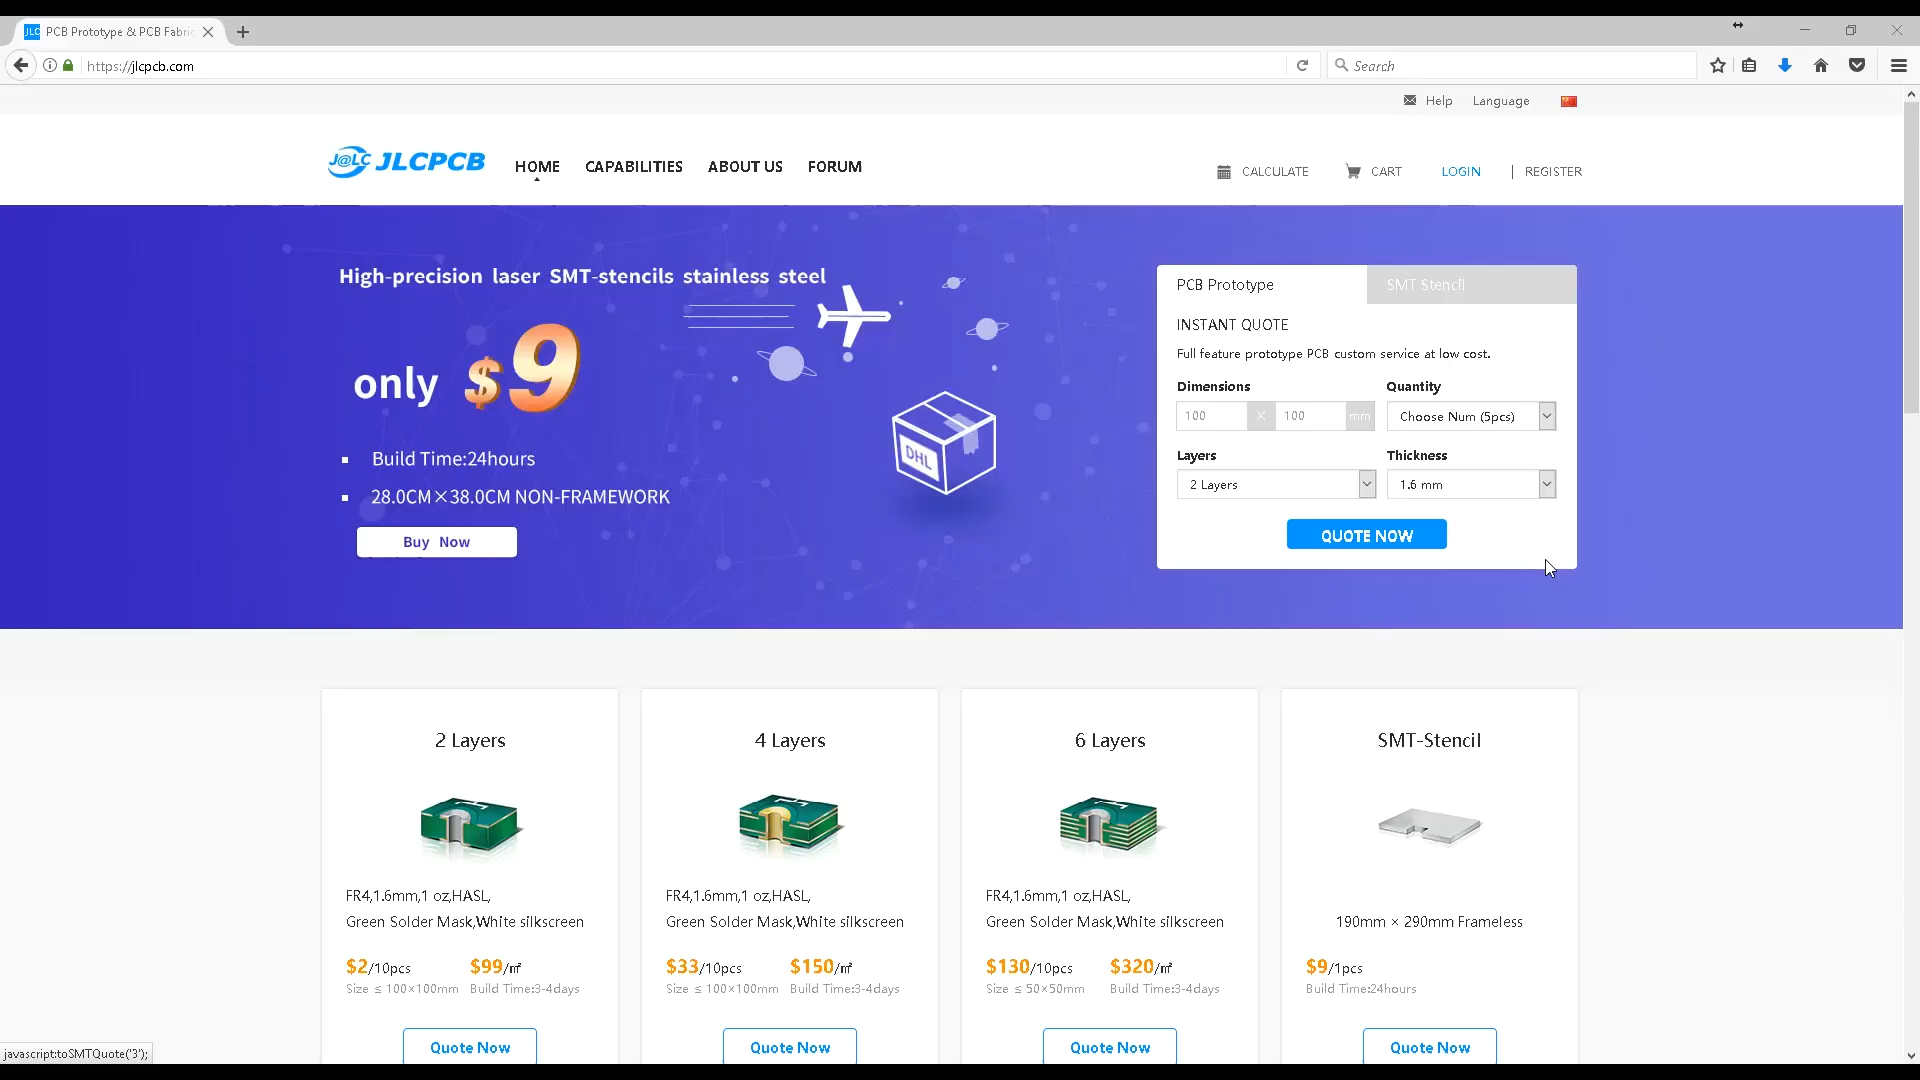 JLC PCB Prototype & PCB Fabric
https://jlcpcb.com
Search
Help Language
J@LC JLCPCB
HOME CAPABILITIES ABOUT US FORUM
CALCULATE CART LOGIN | REGISTER
High-precision laser SMT-stencils stainless steel
only $9
Build Time:24hours
28.0CM×38.0CM NON-FRAMEWORK
Buy Now
DHL
PCB Prototype SMT Stencil
INSTANT QUOTE
Full feature prototype PCB custom service at low cost.
Dimensions Quantity
100 × 100 mm Choose Num (5pcs)
Layers Thickness
2 Layers 1.6 mm
QUOTE NOW
2 Layers
FR4,1.6mm,1 oz,HASL,
Green Solder Mask,White silkscreen
$2/10pcs $99/㎡
Size ≤ 100×100mm Build Time:3-4days
Quote Now
4 Layers
FR4,1.6mm,1 oz,HASL,
Green Solder Mask,White silkscreen
$33/10pcs $150/㎡
Size ≤ 100×100mm Build Time:3-4days
Quote Now
6 Layers
FR4,1.6mm,1 oz,HASL,
Green Solder Mask,White silkscreen
$130/10pcs $320/㎡
Size ≤ 50×50mm Build Time:3-4days
Quote Now
SMT-Stencil
190mm × 290mm Frameless
$9/1pcs
Build Time:24hours
Quote Now
javascript:toSMTQuote('3');